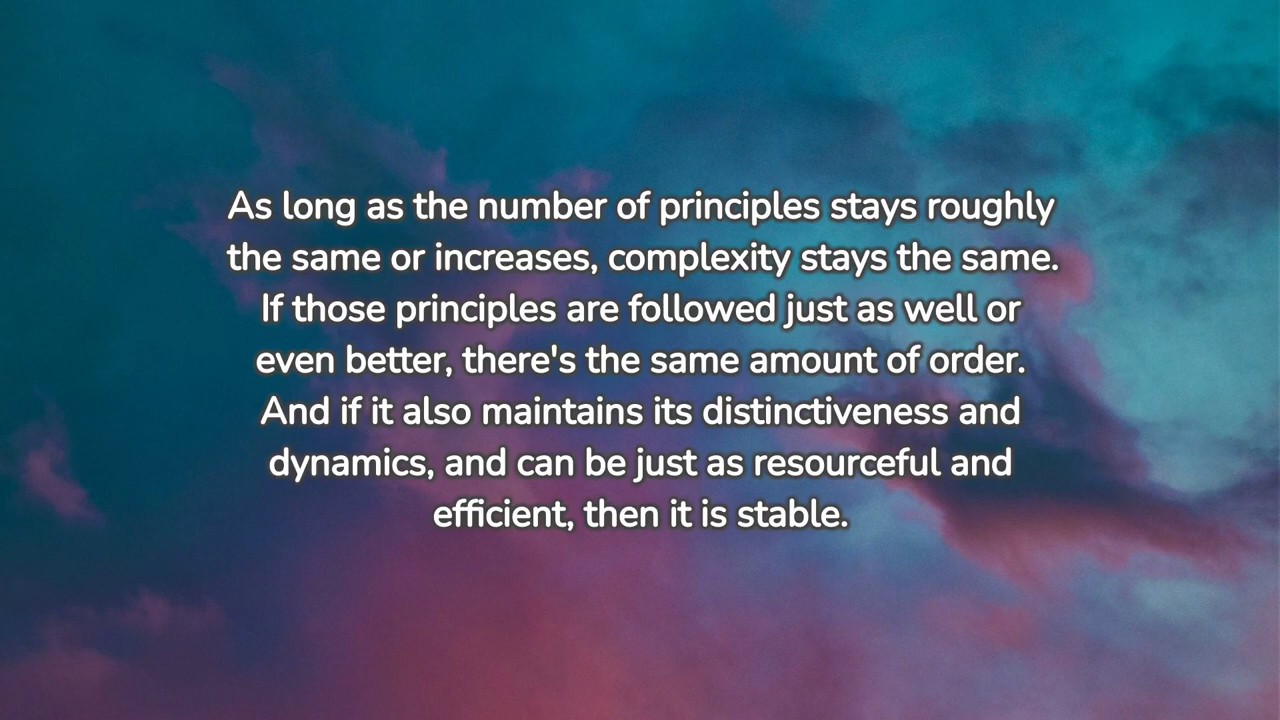 As long as the number of principles stays roughly
the same or increases, complexity stays the same.
If those principles are followed just as well or
even better, there's the same amount of order.
And if it also maintains its distinctiveness and
dynamics, and can be just as resourceful and
efficient, then it is stable.